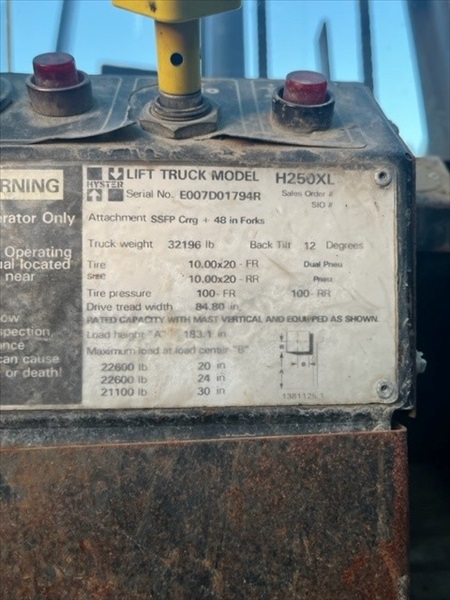 RNING
erator Only
Operating
ual located
near
ow
spection,
ence
can cause
or death!
HYSTER
LIFT TRUCK MODEL H250XL
Serial No. E007D01794R Sales Order #
SIO #
Attachment SSFP Crrg + 48 in Forks
Truck weight 32196 lb Back Tilt 12 Degrees
Tire 10.00x20 - FR Dual Pneu
size 10.00x20 - RR Pneu
Tire pressure 100- FR 100- RR
Drive tread width 84.80 in
RATED CAPACITY WITH MAST VERTICAL AND EQUIPPED AS SHOWN
Load height "A" 183.1 in
Maximum load at load center "B"
22600 lb 20 in
22600 lb 24 in
21100 lb 30 in
B